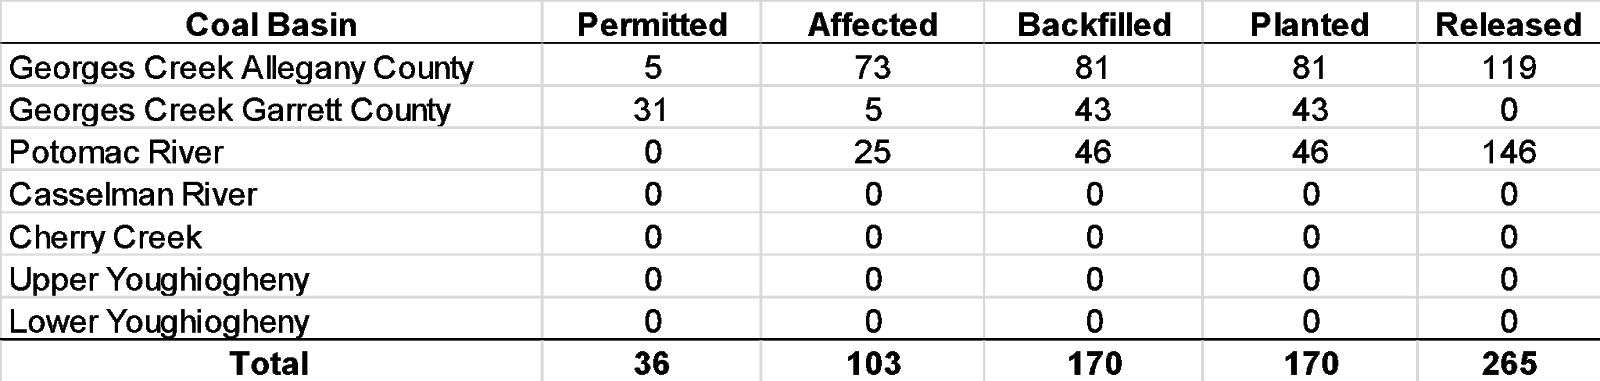 Coal Basin Permitted Affected Backfilled Planted Released
Georges Creek Allegany County 5 73 81 81 119
Georges Creek Garrett County 31 5 43 43 0
Potomac River 0 25 46 46 146
Casselman River 0 0 0 0 0
Cherry Creek 0 0 0 0 0
Upper Youghiogheny 0 0 0 0 0
Lower Youghiogheny 0 0 0 0 0
Total 36 103 170 170 265